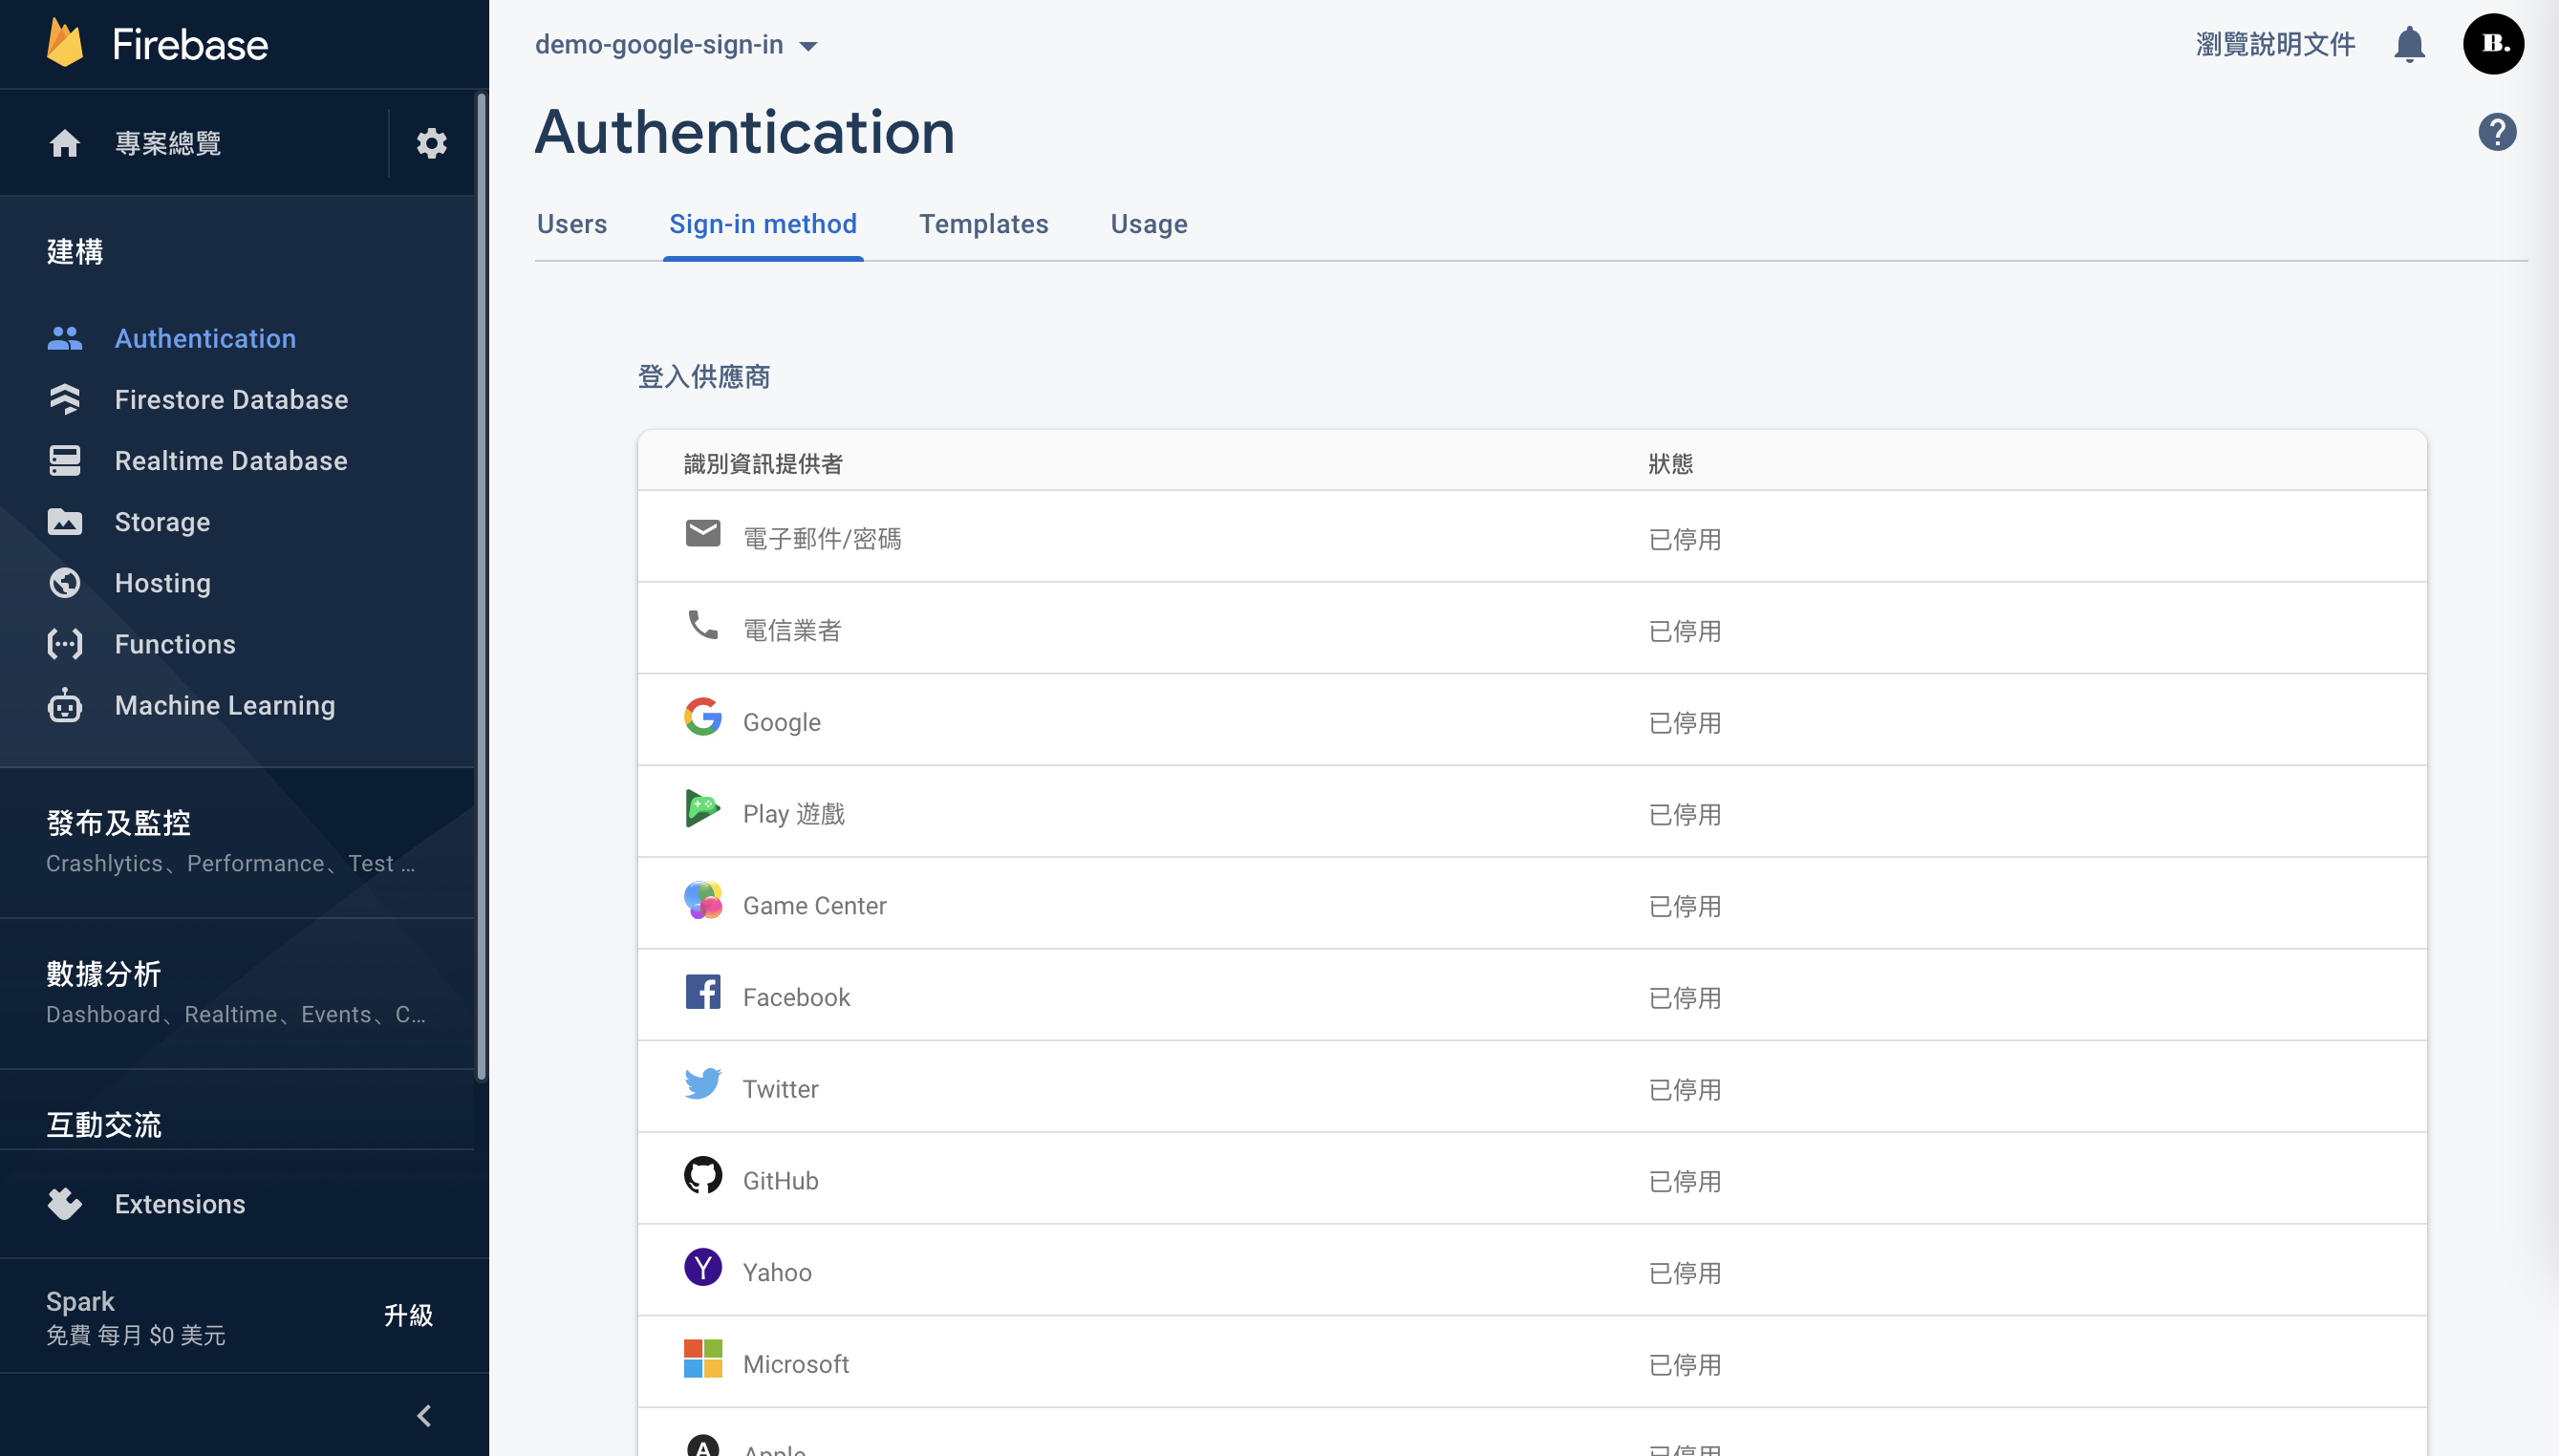 Firebase
專案總覽
建構
Authentication
Firestore Database
Realtime Database
Storage
Hosting
Functions
Machine Learning
發布及監控
Crashlytics、Performance、Test ...
數據分析
Dashboard、Realtime、Events、C...
互動交流
Extensions
Spark
免費 每月 $0 美元
升級
demo-google-sign-in
瀏覽說明文件
B.
Authentication
Users Sign-in method Templates Usage
登入供應商
識別資訊提供者 狀態
電子郵件/密碼 已停用
電信業者 已停用
Google 已停用
Play 遊戲 已停用
Game Center 已停用
Facebook 已停用
Twitter 已停用
GitHub 已停用
Yahoo 已停用
Microsoft 已停用
Apple 已停用